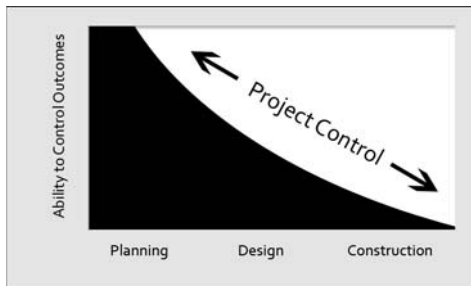 Ability to Control Outcomes
Project Control
Planning Design Construction